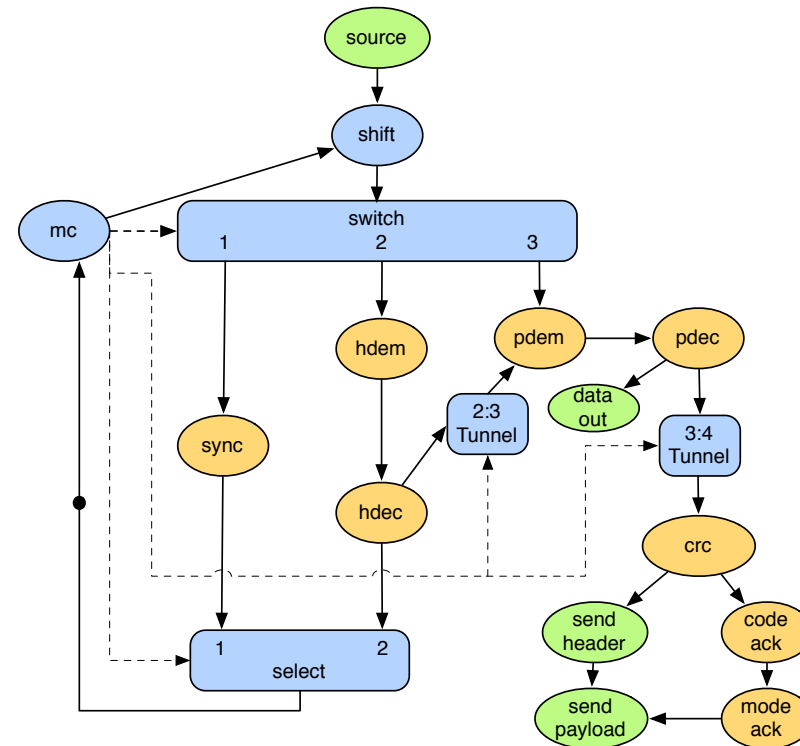 source
shift
mc
switch
1 2 3
hdem
pdem
pdec
data
out
2:3
Tunnel
3:4
Tunnel
sync
hdec
crc
send
header
code
ack
1 2
select
send
payload
mode
ack